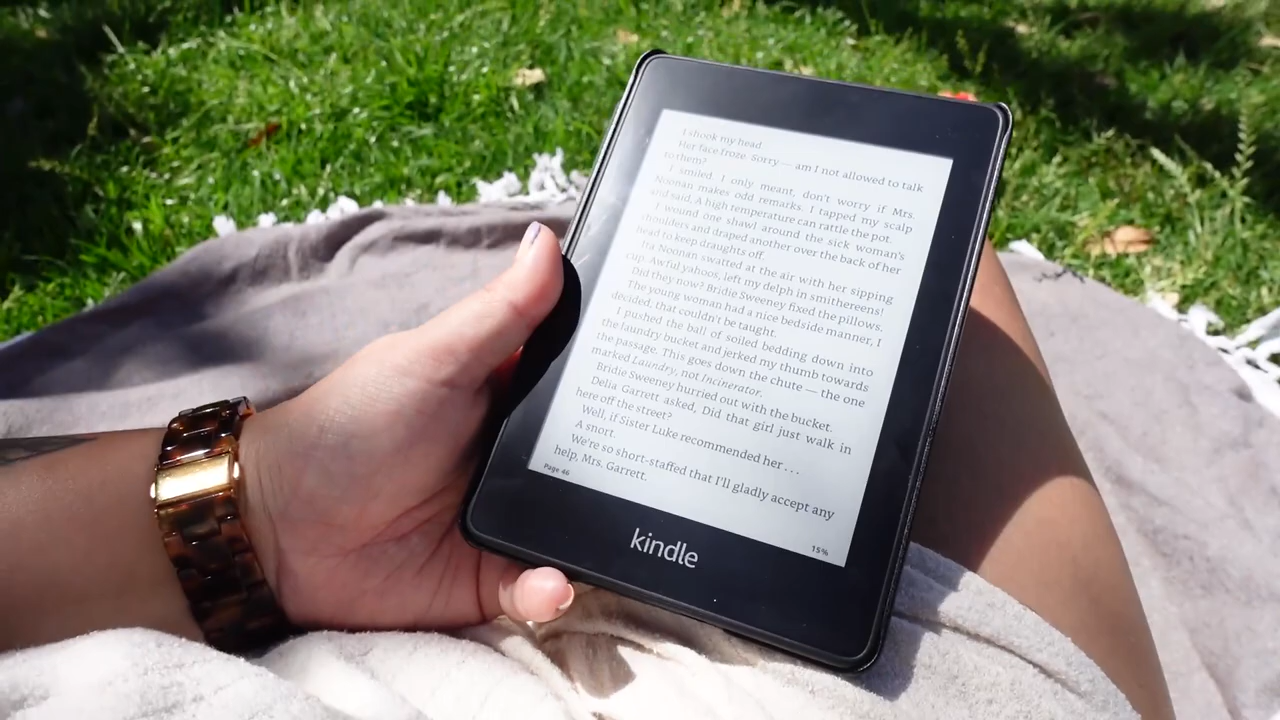 I shook my head.
Her face froze. Sorry — am I not allowed to talk
to them?
I smiled. I only meant, don't worry if Mrs.
Noonan makes odd remarks. I tapped my scalp
and said, A high temperature can rattle the pot.
I wound one shawl around the sick woman's
shoulders and draped another over the back of her
head to keep draughts off.
Ita Noonan swatted at the air with her sipping
cup. Awful yahoos, left my delph in smithereens!
Did they now? Bridie Sweeney fixed the pillows.
The young woman had a nice bedside manner, I
decided; that couldn't be taught.
I pushed the ball of soiled bedding down into
the laundry bucket and jerked my thumb towards
the passage. This goes down the chute — the one
marked Laundry, not Incinerator.
Bridie Sweeney hurried out with the bucket.
Delia Garrett asked, Did that girl just walk in
here off the street?
Well, if Sister Luke recommended her . . .
A snort.
We're so short-staffed that I'll gladly accept any
help, Mrs. Garrett.
Page 46
15%
kindle